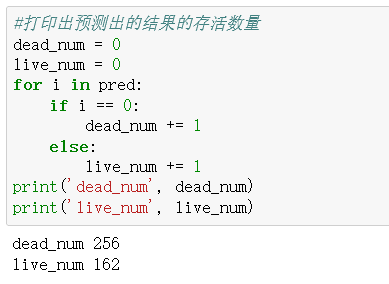 #打印出预测出的结果的存活数量
dead_num = 0
live_num = 0
for i in pred:
    if i == 0:
        dead_num += 1
    else:
        live_num += 1
print('dead_num', dead_num)
print('live_num', live_num)
dead_num 256
live_num 162